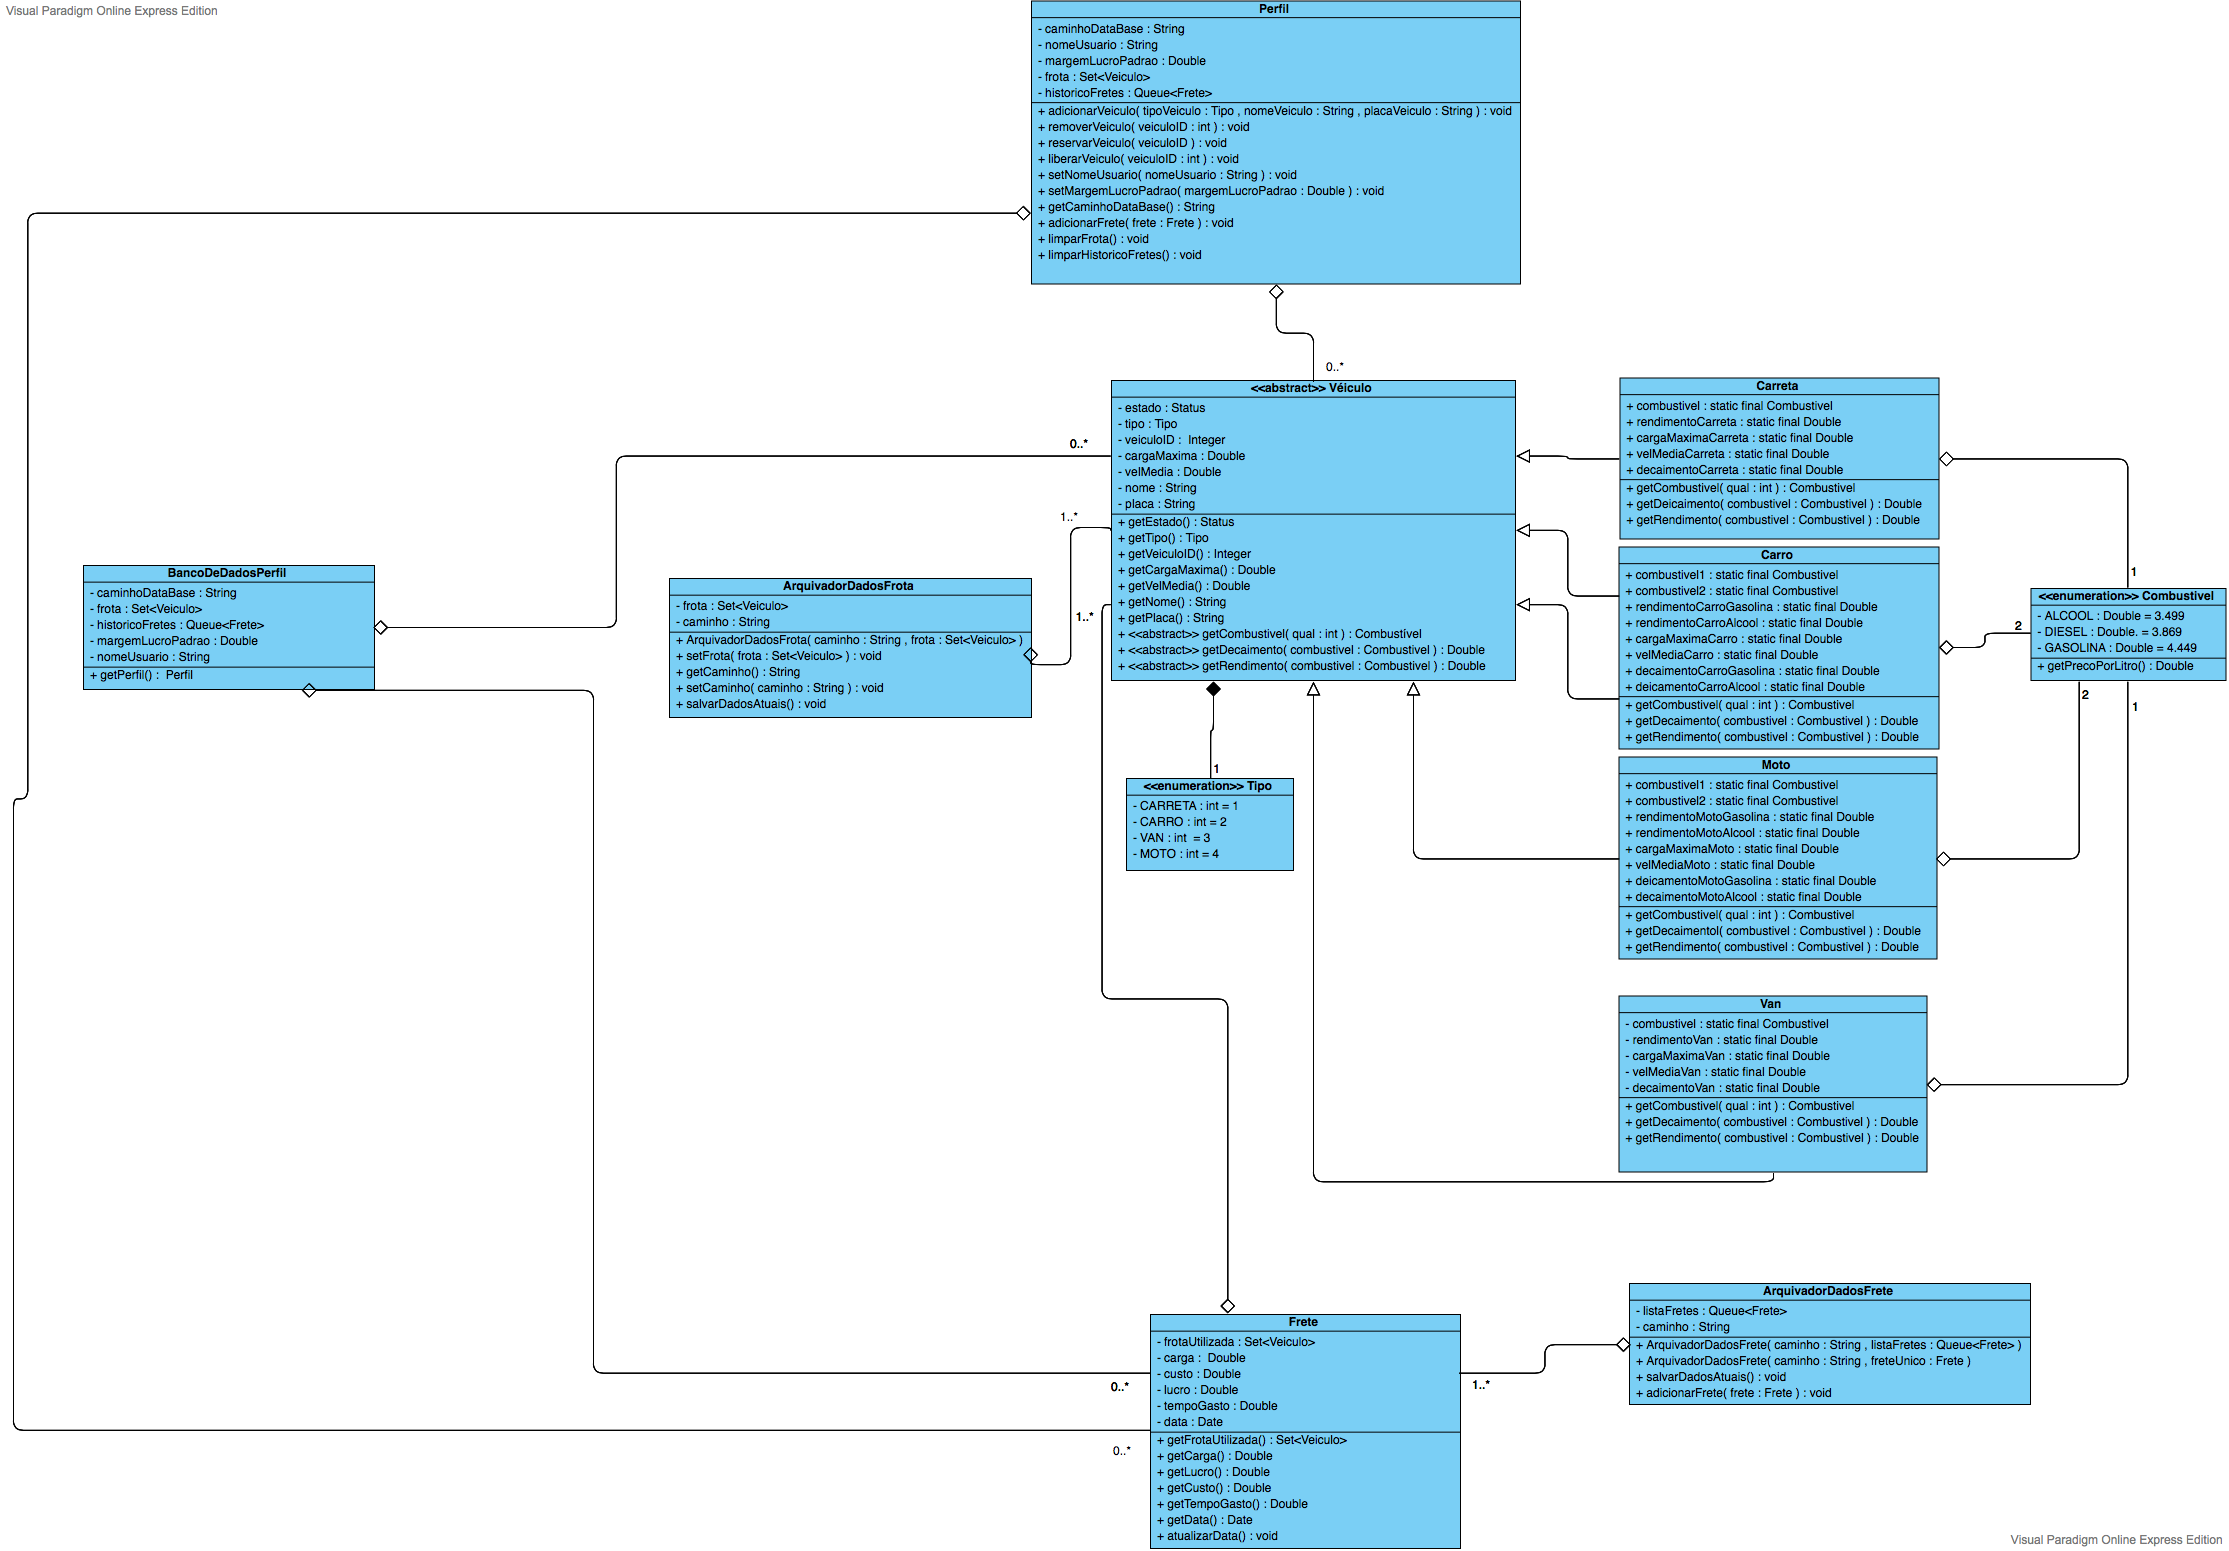 Visual Paradigm Online Express Edition
Perfil
- caminhoDataBase : String
- nomeUsuario : String
- margemLucroPadrao : Double
- frota : Set<Veiculo>
- historicoFretes : Queue<Frete>
+ adicionarVeiculo( tipoVeiculo : Tipo , nomeVeiculo : String , placaVeiculo : String ) : void
+ removerVeiculo( veiculoID : int ) : void
+ reservarVeiculo( veiculoID ) : void
+ liberarVeiculo( veiculoID : int ) : void
+ setNomeUsuario( nomeUsuario : String ) : void
+ setMargemLucroPadrao( margemLucroPadrao : Double ) : void
+ getCaminhoDataBase() : String
+ adicionarFrete( frete : Frete ) : void
+ limparFrota() : void
+ limparHistoricoFretes() : void
0..*
<<abstract>> Véiculo
- estado : Status
- tipo : Tipo
- veiculoID : Integer
- cargaMaxima : Double
- velMedia : Double
- nome : String
- placa : String
+ getEstado() : Status
+ getTipo() : Tipo
+ getVeiculoID() : Integer
+ getCargaMaxima() : Double
+ getVelMedia() : Double
+ getNome() : String
+ getPlaca() : String
+ <<abstract>> getCombustivel( qual : int ) : Combustível
+ <<abstract>> getDecaimento( combustivel : Combustivel ) : Double
+ <<abstract>> getRendimento( combustivel : Combustivel ) : Double
0..*
1..*
1..*
Carreta
+ combustivel : static final Combustivel
+ rendimentoCarreta : static final Double
+ cargaMaximaCarreta : static final Double
+ velMediaCarreta : static final Double
+ decaimentoCarreta : static final Double
+ getCombustivel( qual : int ) : Combustivel
+ getDeicaimento( combustivel : Combustivel ) : Double
+ getRendimento( combustivel : Combustivel ) : Double
Carro
+ combustivel1 : static final Combustivel
+ combustivel2 : static final Combustivel
+ rendimentoCarroGasolina : static final Double
+ rendimentoCarroAlcool : static final Double
+ cargaMaximaCarro : static final Double
+ velMediaCarro : static final Double
+ decaimentoCarroGasolina : static final Double
+ deicamentoCarroAlcool : static final Double
+ getCombustivel( qual : int ) : Combustivel
+ getDecaimento( combustivel : Combustivel ) : Double
+ getRendimento( combustivel : Combustivel ) : Double
1
2
<<enumeration>> Combustivel
- ALCOOL : Double = 3.499
- DIESEL : Double. = 3.869
- GASOLINA : Double = 4.449
+ getPrecoPorLitro() : Double
2
1
BancoDeDadosPerfil
- caminhoDataBase : String
- frota : Set<Veiculo>
- historicoFretes : Queue<Frete>
- margemLucroPadrao : Double
- nomeUsuario : String
+ getPerfil() : Perfil
ArquivadorDadosFrota
- frota : Set<Veiculo>
- caminho : String
+ ArquivadorDadosFrota( caminho : String , frota : Set<Veiculo> )
+ setFrota( frota : Set<Veiculo> ) : void
+ getCaminho() : String
+ setCaminho( caminho : String ) : void
+ salvarDadosAtuais() : void
1
<<enumeration>> Tipo
- CARRETA : int = 1
- CARRO : int = 2
- VAN : int = 3
- MOTO : int = 4
Moto
+ combustivel1 : static final Combustivel
+ combustivel2 : static final Combustivel
+ rendimentoMotoGasolina : static final Double
+ rendimentoMotoAlcool : static final Double
+ cargaMaximaMoto : static final Double
+ velMediaMoto : static final Double
+ deicamentoMotoGasolina : static final Double
+ decaimentoMotoAlcool : static final Double
+ getCombustivel( qual : int ) : Combustivel
+ getDecaimentol( combustivel : Combustivel ) : Double
+ getRendimento( combustivel : Combustivel ) : Double
Van
- combustivel : static final Combustivel
- rendimentoVan : static final Double
- cargaMaximaVan : static final Double
- velMediaVan : static final Double
- decaimentoVan : static final Double
+ getCombustivel( qual : int ) : Combustivel
+ getDecaimento( combustivel : Combustivel ) : Double
+ getRendimento( combustivel : Combustivel ) : Double
Frete
- frotaUtilizada : Set<Veiculo>
- carga : Double
- custo : Double
- lucro : Double
- tempoGasto : Double
- data : Date
+ getFrotaUtilizada() : Set<Veiculo>
+ getCarga() : Double
+ getLucro() : Double
+ getCusto() : Double
+ getTempoGasto() : Double
+ getData() : Date
+ atualizarData() : void
0..*
0..*
1..*
ArquivadorDadosFrete
- listaFretes : Queue<Frete>
- caminho : String
+ ArquivadorDadosFrete( caminho : String , listaFretes : Queue<Frete> )
+ ArquivadorDadosFrete( caminho : String , freteUnico : Frete )
+ salvarDadosAtuais() : void
+ adicionarFrete( frete : Frete ) : void
Visual Paradigm Online Express Edition